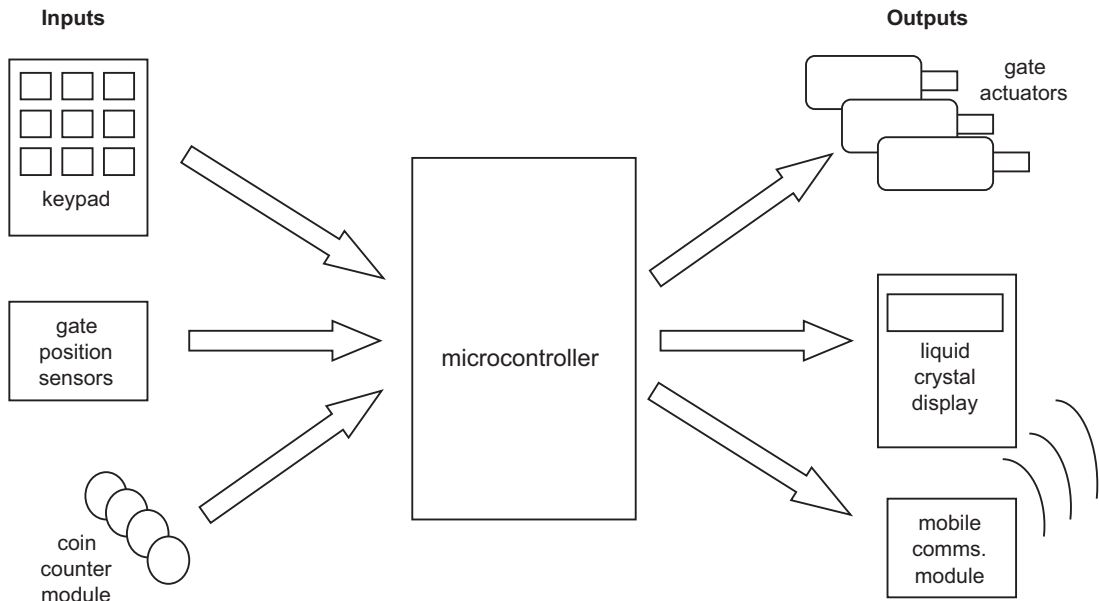 Inputs
Outputs
keypad
gate
position
sensors
coin
counter
module
microcontroller
gate
actuators
liquid
crystal
display
mobile
comms.
module